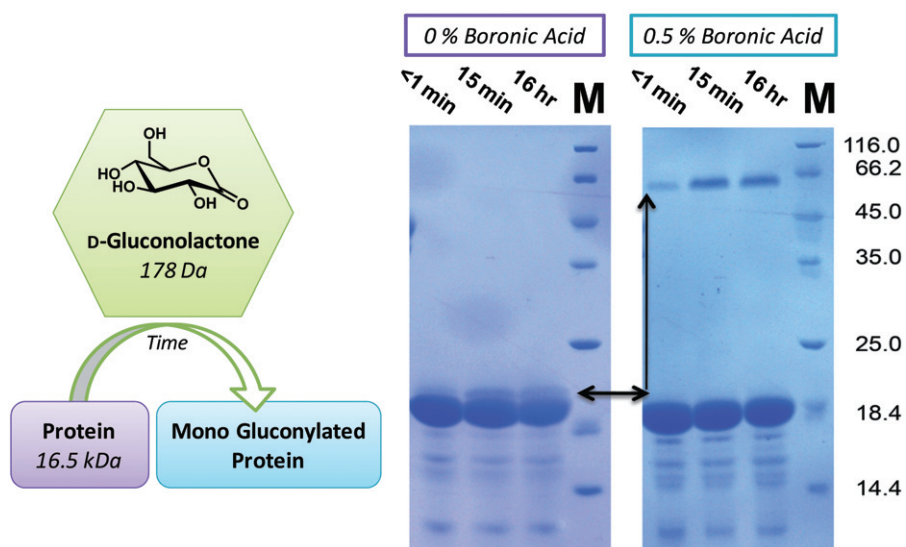 0 % Boronic Acid
0.5 % Boronic Acid
<1 min
15 min
16 hr
M
<1 min
15 min
16 hr
M
OH
O
HO
HO
OH
O
D-Gluconolactone
178 Da
Time
Protein
16.5 kDa
Mono Gluconylated
Protein
116.0
66.2
45.0
35.0
25.0
18.4
14.4